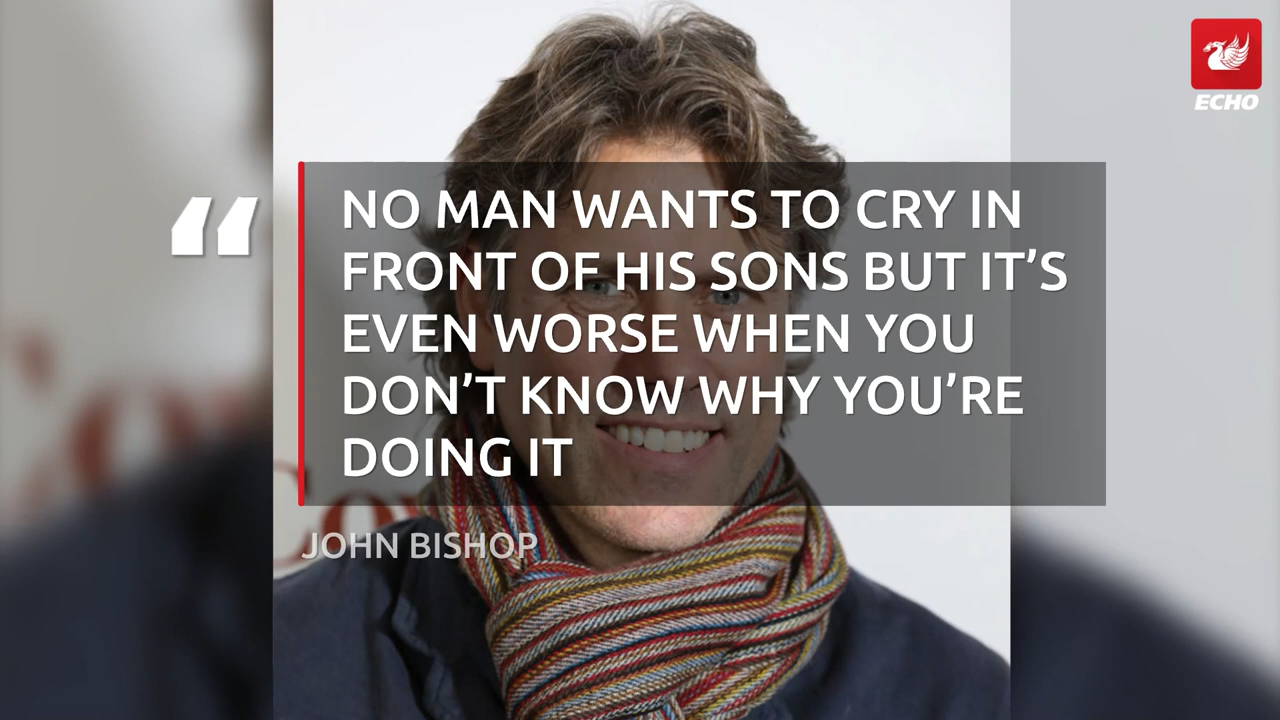 ECHO
“
NO MAN WANTS TO CRY IN
FRONT OF HIS SONS BUT IT’S
EVEN WORSE WHEN YOU
DON’T KNOW WHY YOU’RE
DOING IT
JOHN BISHOP